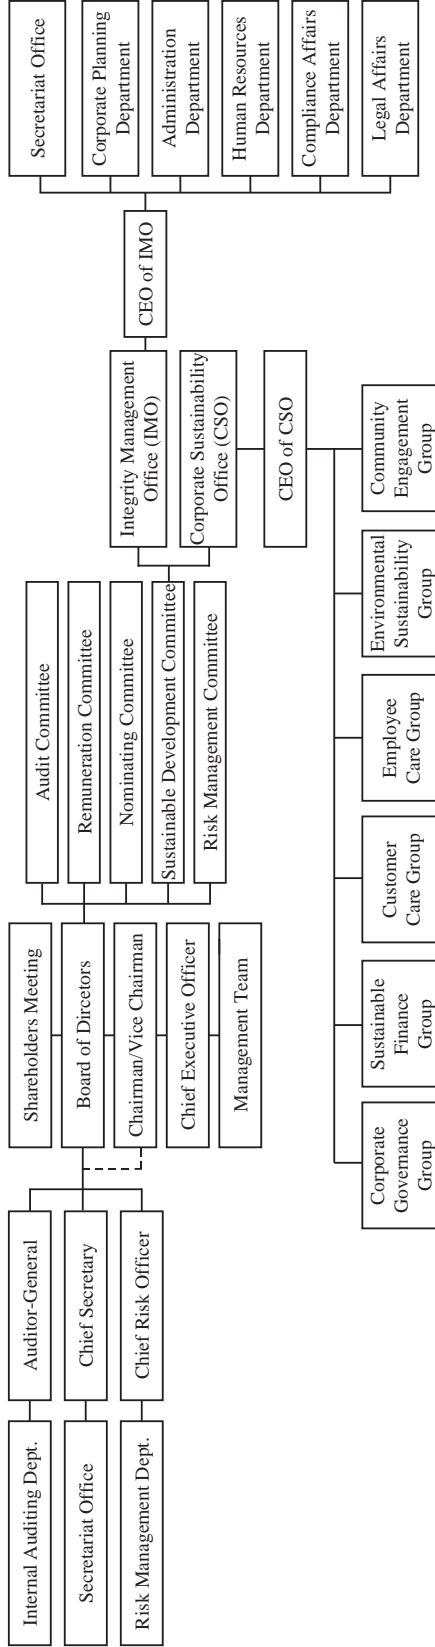 Internal Auditing Dept.
Secretariat Office
Risk Management Dept.
Auditor-General
Chief Secretary
Chief Risk Officer
Shareholders Meeting
Board of Dircetors
Chairman/Vice Chairman
Chief Executive Officer
Management Team
Audit Committee
Remuneration Committee
Nominating Committee
Sustainable Development Committee
Risk Management Committee
Integrity Management
Office (IMO)
Corporate Sustainability
Office (CSO)
CEO of IMO
CEO of CSO
Secretariat Office
Corporate Planning
Department
Administration
Department
Human Resources
Department
Compliance Affairs
Department
Legal Affairs
Department
Corporate
Governance
Group
Sustainable
Finance
Group
Customer
Care Group
Employee
Care Group
Environmental
Sustainability
Group
Community
Engagement
Group